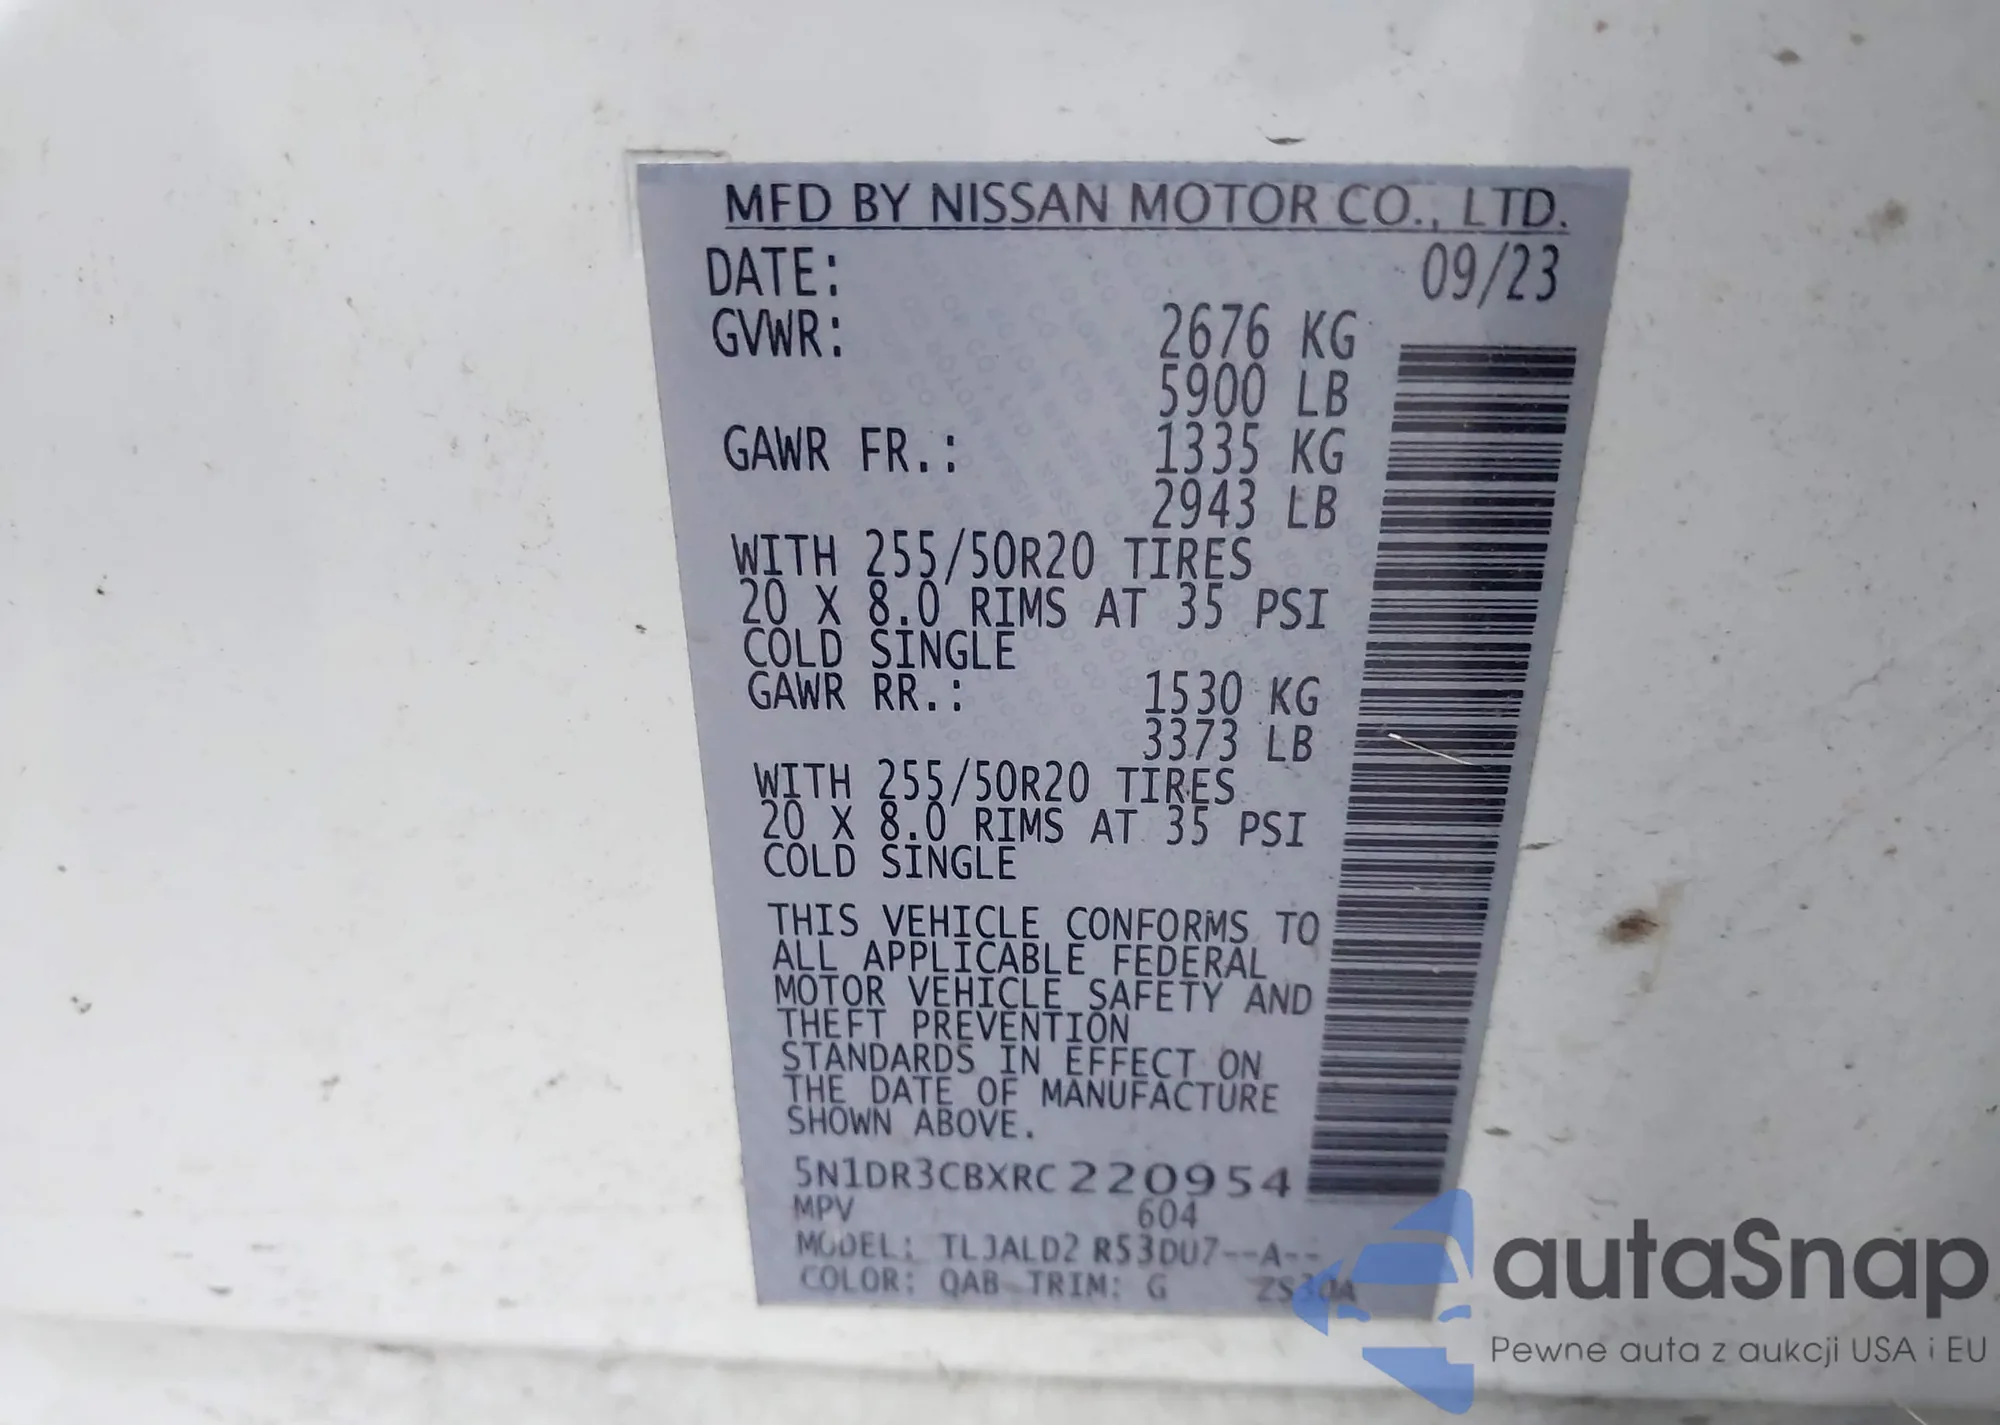 MFD BY NISSAN MOTOR CO., LTD.
DATE: 09/23
GVWR: 2676 KG
5900 LB
GAWR FR.: 1335 KG
2943 LB
WITH 255/50R20 TIRES
20 X 8.0 RIMS AT 35 PSI
COLD SINGLE
GAWR RR.: 1530 KG
3373 LB
WITH 255/50R20 TIRES
20 X 8.0 RIMS AT 35 PSI
COLD SINGLE
THIS VEHICLE CONFORMS TO
ALL APPLICABLE FEDERAL
MOTOR VEHICLE SAFETY AND
THEFT PREVENTION
STANDARDS IN EFFECT ON
THE DATE OF MANUFACTURE
SHOWN ABOVE.
5N1DR3CBXRC220954
MPV 604
MODEL: TLJALD2 R53DU7--A--
COLOR: QAB TRIM: G ZS30A
autaSnap
Pewne auta z aukcji USA i EU